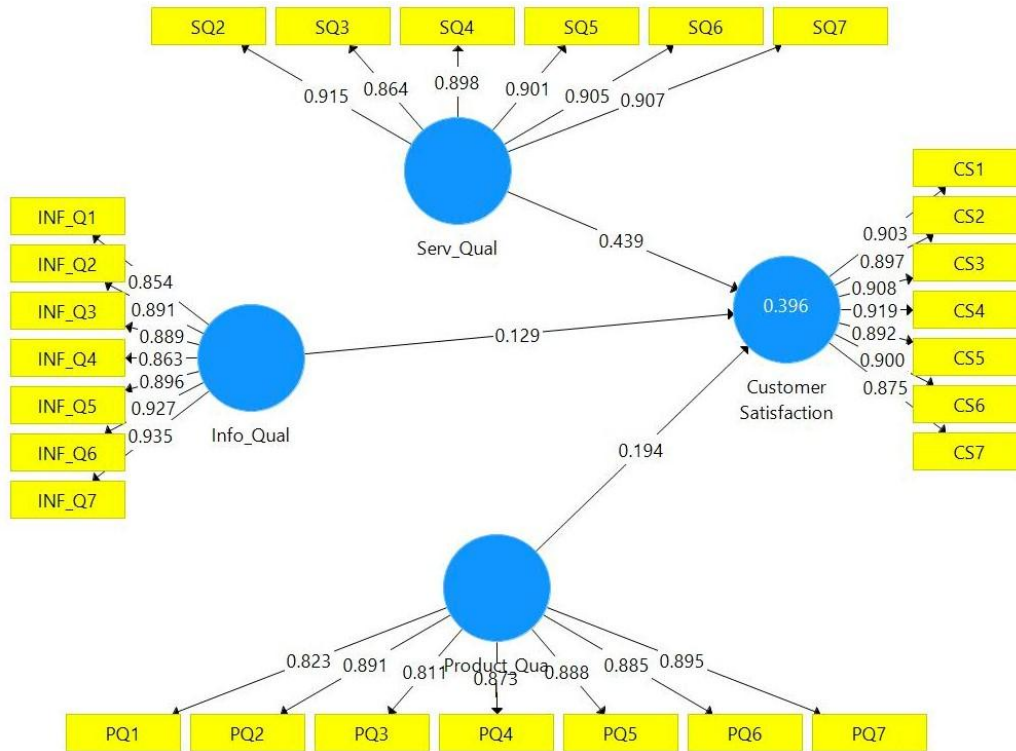 SQ2
SQ3
SQ4
SQ5
SQ6
SQ7
0.915
0.864
0.898
0.901
0.905
0.907
Serv_Qual
0.439
INF_Q1
INF_Q2
INF_Q3
INF_Q4
INF_Q5
INF_Q6
INF_Q7
0.854
0.891
0.889
0.863
0.896
0.927
0.935
Info_Qual
0.129
CS1
CS2
CS3
CS4
CS5
CS6
CS7
0.903
0.897
0.908
0.919
0.892
0.900
0.875
0.396
Customer
Satisfaction
0.194
Product_Qua
0.823
0.891
0.811
0.873
0.888
0.885
0.895
PQ1
PQ2
PQ3
PQ4
PQ5
PQ6
PQ7